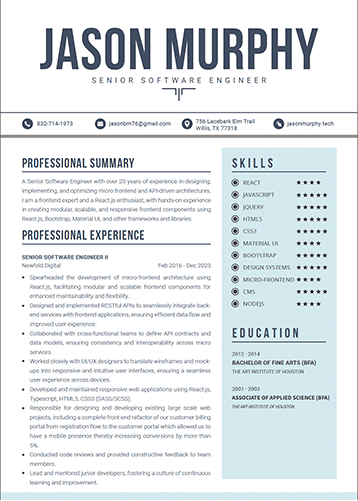 JASON MURPHY
SENIOR SOFTWARE ENGINEER
832-714-1973
jasonbm76@gmail.com
756 Lacebark Elm Trail
Willis, TX 77318
jasonmurphy.tech
PROFESSIONAL SUMMARY
A Senior Software Engineer with over 20 years of experience in designing,
implementing, and optimizing micro frontend and API-driven architectures.
I am a frontend expert and a React.js enthusiast, with hands-on experience
in creating modular, scalable, and responsive frontend components using
React.js, Bootstrap, Material UI, and other frameworks and libraries.
PROFESSIONAL EXPERIENCE
SENIOR SOFTWARE ENGINEER II
Newfold Digital Feb 2016 - Dec 2023
• Spearheaded the development of micro-frontend architecture using
React.js, facilitating modular and scalable frontend components for
enhanced maintainability and flexibility.
• Designed and implemented RESTful APIs to seamlessly integrate back-
end services with frontend applications, ensuring efficient data flow and
improved user experience.
• Collaborated with cross-functional teams to define API contracts and
data models, ensuring consistency and interoperability across micro
services.
• Worked closely with UI/UX designers to translate wireframes and mock-
ups into responsive and intuitive user interfaces, ensuring a seamless
user experience across devices.
• Developed and maintained responsive web applications using React.js,
Typescript, HTML5, CSS3 (SASS/SCSS).
• Responsible for designing and developing existing large scale web
projects, including a complete front-end refactor of our customer billing
portal from registration flow to the customer portal which allowed us to
have a mobile presence thereby increasing conversions by more than
5%.
• Conducted code reviews and provided constructive feedback to team
members.
• Lead and mentored junior developers, fostering a culture of continuous
learning and improvement.
SKILLS
REACT ★★★★
JAVASCRIPT ★★★★
JQUERY ★★★★
HTML5 ★★★★
CSS3 ★★★★
MATERIAL UI ★★★★
BOOTSTRAP ★★★★
DESIGN SYSTEMS ★★★★
MICRO-FRONTEND ★★★★
CMS ★★★★
NODEJS ★★★
EDUCATION
2012 - 2014
BACHELOR OF FINE ARTS (BFA)
THE ART INSTITUTE OF HOUSTON
2001 - 2003
ASSOCIATE OF APPLIED SCIENCE (BFA)
THE ART INSTITUTE OF HOUSTON